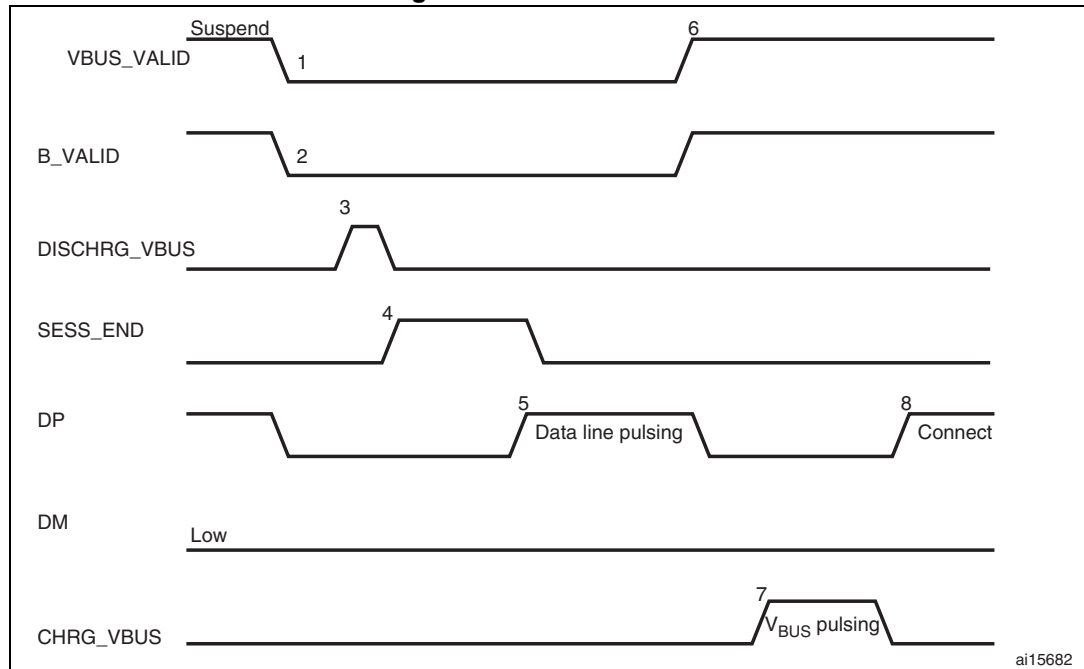 Suspend
6
VBUS_VALID
1
B_VALID
2
3
DISCHRG_VBUS
4
SESS_END
5
8
DP
Data line pulsing
Connect
DM
Low
7
CHRG_VBUS
VBUS pulsing
ai15682